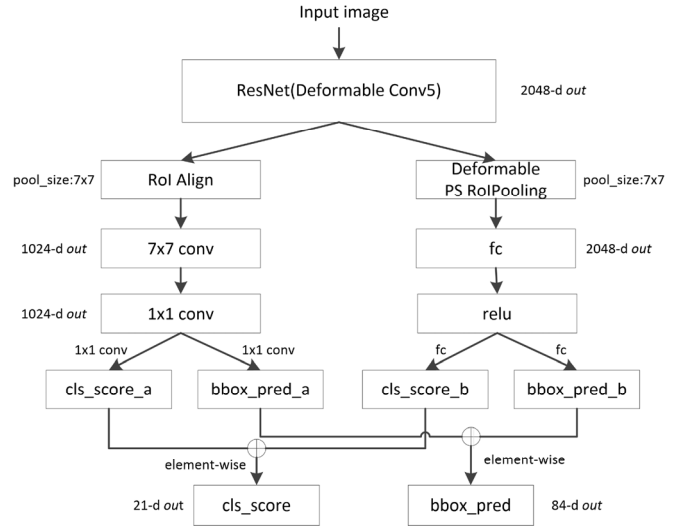 Input image
ResNet(Deformable Conv5)
2048-d out
pool_size:7x7
RoI Align
Deformable
PS RoIPooling
pool_size:7x7
1024-d out
7x7 conv
fc
2048-d out
1024-d out
1x1 conv
relu
1x1 conv
1x1 conv
fc
fc
cls_score_a
bbox_pred_a
cls_score_b
bbox_pred_b
element-wise
element-wise
21-d out
cls_score
bbox_pred
84-d out